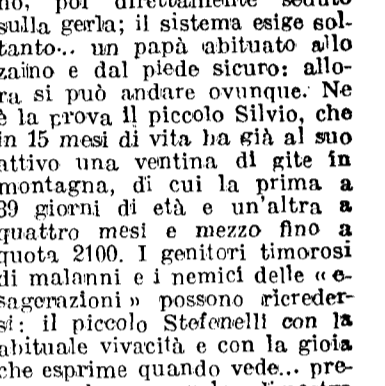 no, poi direttamente seduto
sulla gerla; il sistema esige sol-
tanto... un papà abituato allo
zaino e dal piede sicuro: allo-
ra si può andare ovunque. Ne
è la prova il piccolo Silvio, che
in 15 mesi di vita ha già al suo
attivo una ventina di gite in
montagna, di cui la prima a
39 giorni di età e un'altra a
quattro mesi e mezzo fino a
quota 2100. I genitori timorosi
di malanni e i nemici delle «e-
sagerazioni» possono ricreder-
si: il piccolo Stefenelli con la
abituale vivacità e con la gioia
che esprime quando vede... pre-